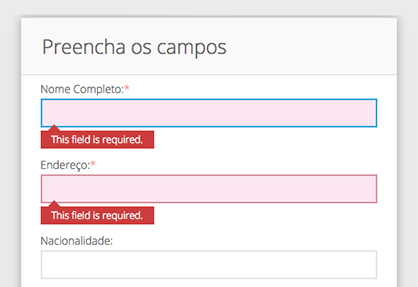 Preencha os campos
Nome Completo:*
This field is required.
Endereço:*
This field is required.
Nacionalidade: